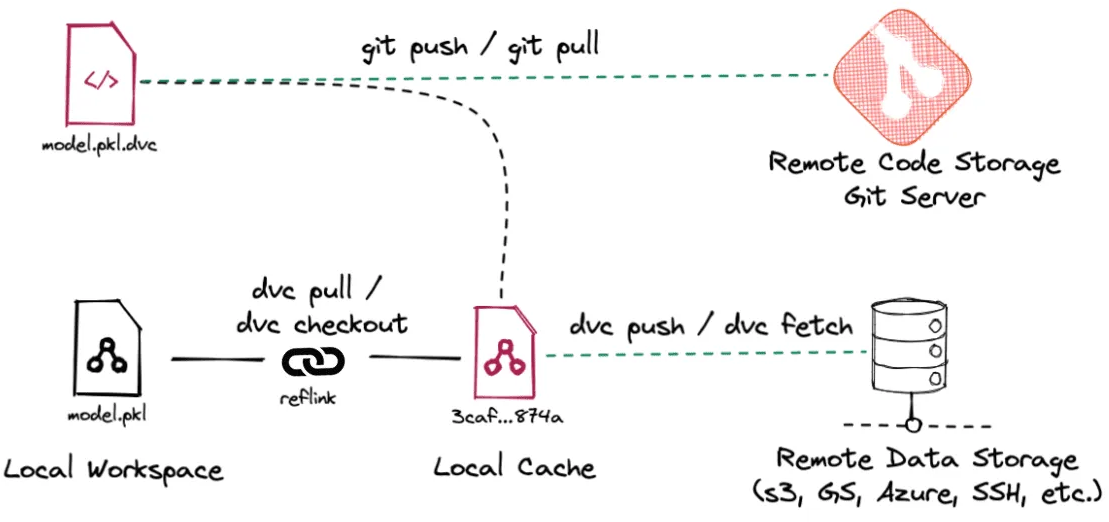 git push / git pull
</>
model.pkl.dvc
Remote Code Storage
Git Server
dvc pull /
dvc checkout
dvc push / dvc fetch
reflink
model.pkl
3caf...874a
Local Workspace
Local Cache
Remote Data Storage
(s3, GS, Azure, SSH, etc.)